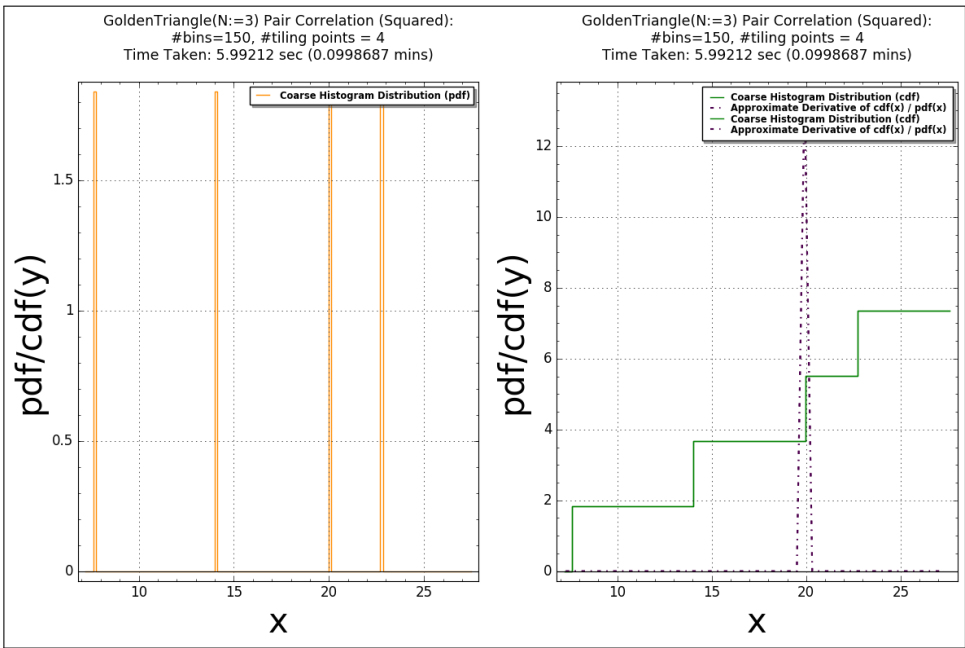 GoldenTriangle(N:=3) Pair Correlation (Squared):
#bins=150, #tiling points = 4
Time Taken: 5.99212 sec (0.0998687 mins)
Coarse Histogram Distribution (pdf)
1.5
1
0.5
0
pdf/cdf(y)
10
15
20
25
x
GoldenTriangle(N:=3) Pair Correlation (Squared):
#bins=150, #tiling points = 4
Time Taken: 5.99212 sec (0.0998687 mins)
Coarse Histogram Distribution (cdf)
Approximate Derivative of cdf(x) / pdf(x)
Coarse Histogram Distribution (cdf)
Approximate Derivative of cdf(x) / pdf(x)
12
10
8
6
4
2
0
pdf/cdf(y)
10
15
20
25
x